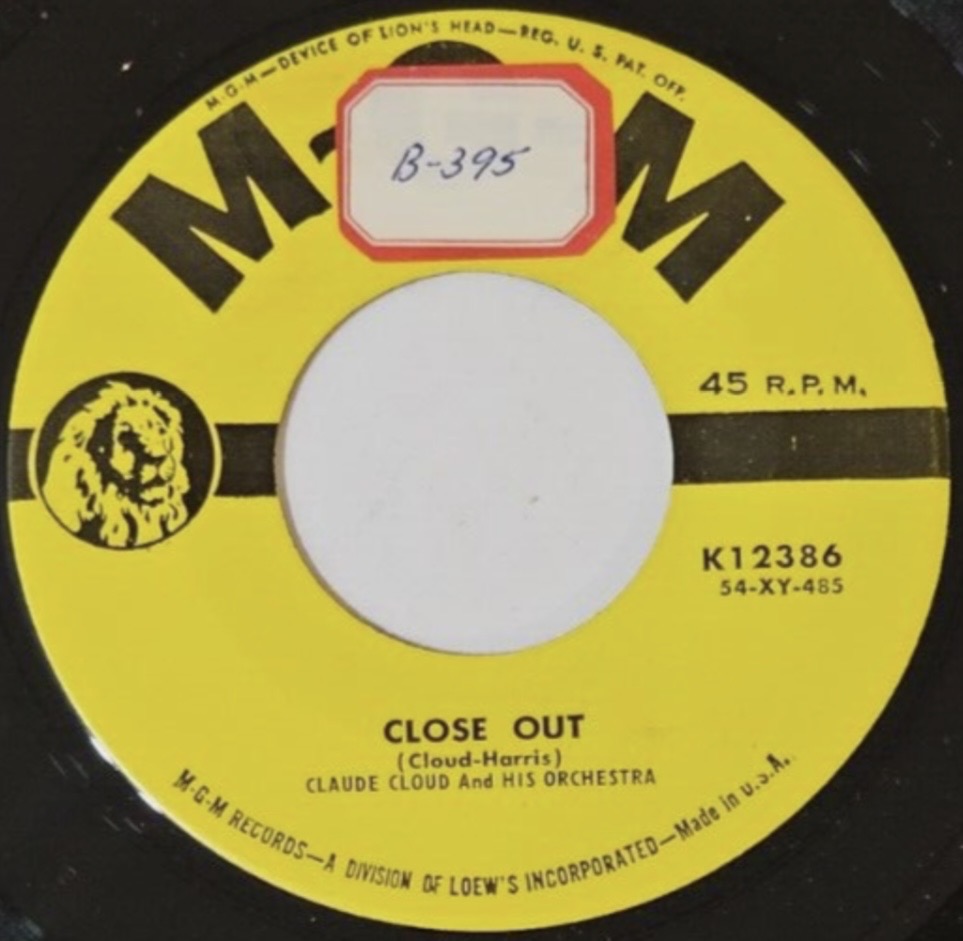 M-G-M—DEVICE OF LION'S HEAD—REG. U. S. PAT. OFF.
M- M
B-395
45 R.P.M.
K12386
54-XY-485
CLOSE OUT
(Cloud-Harris)
CLAUDE CLOUD And HIS ORCHESTRA
M-G-M RECORDS—A DIVISION OF LOEW'S INCORPORATED—Made in U.S.A.